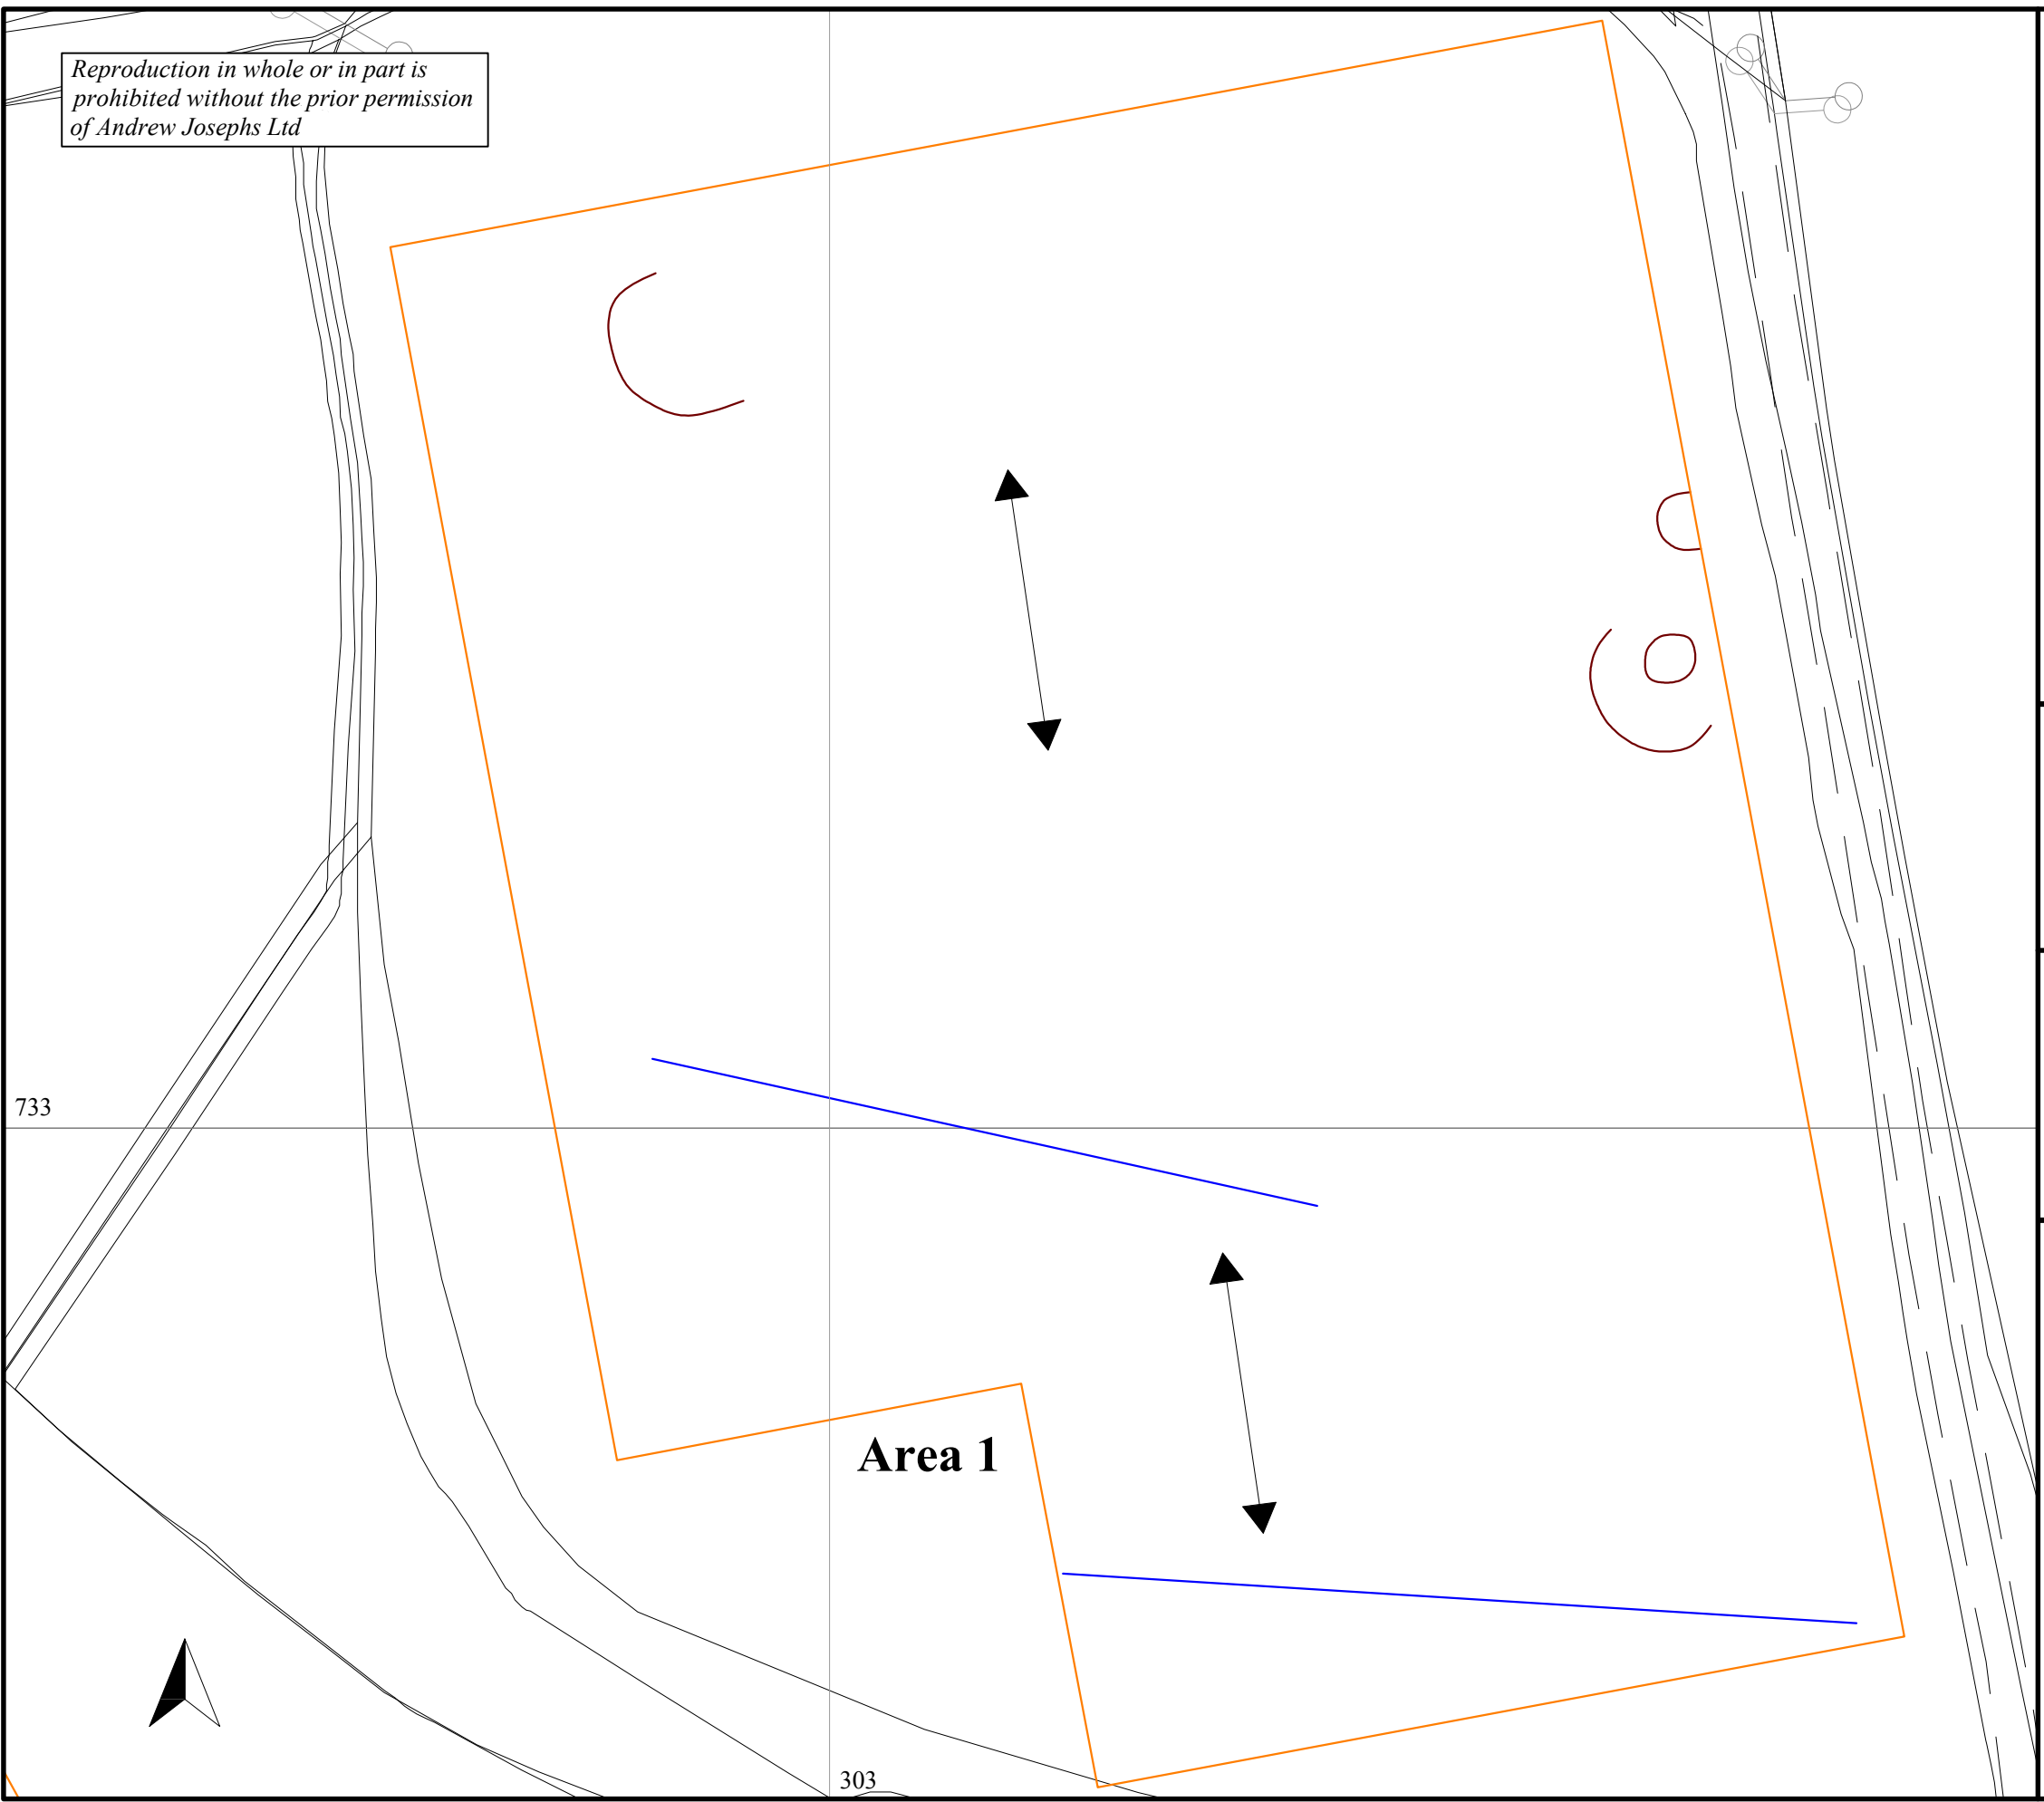 Reproduction in whole or in part is
prohibited without the prior permission
of Andrew Josephs Ltd
733
Area 1
303